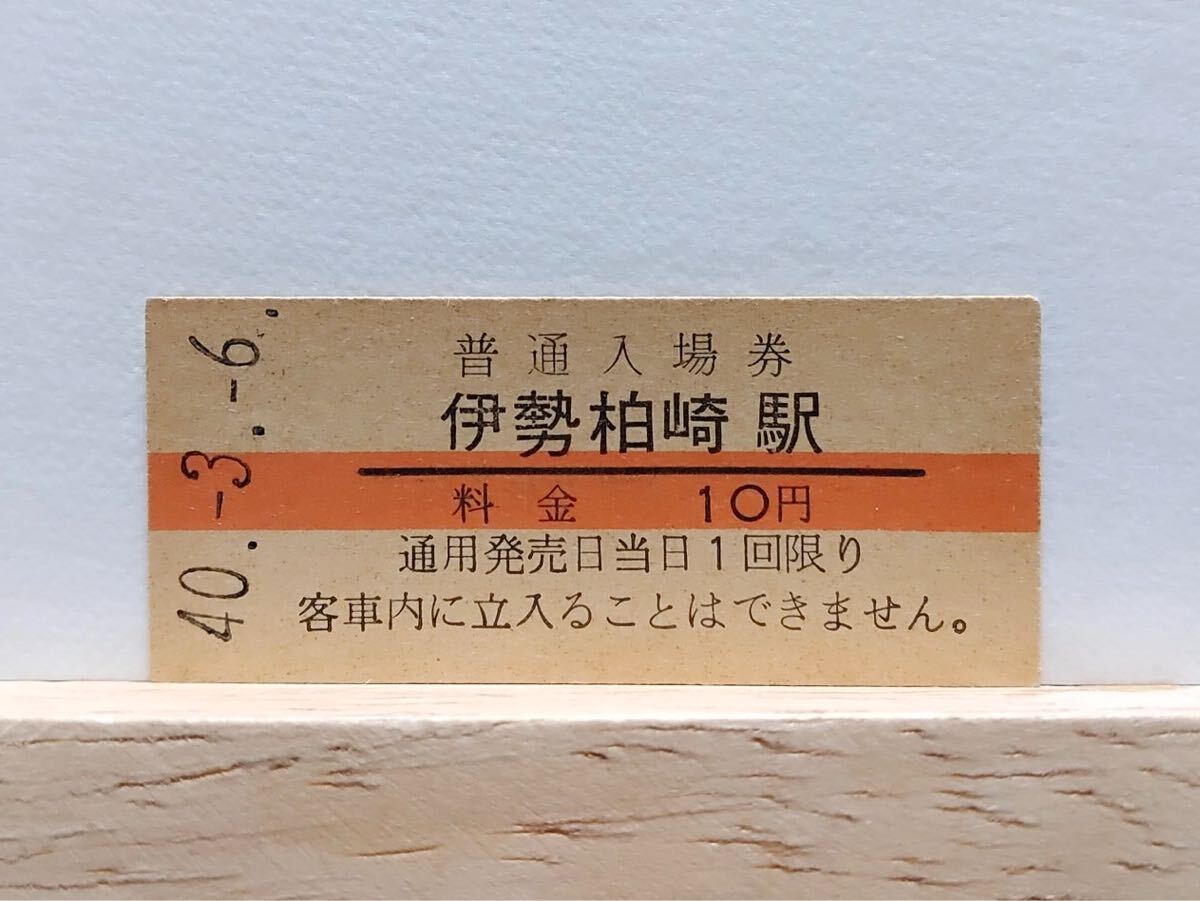 40.-3.-6.
普通入場券
伊勢柏崎駅
料金 10円
通用発売日当日1回限り
客車内に立入ることはできません。